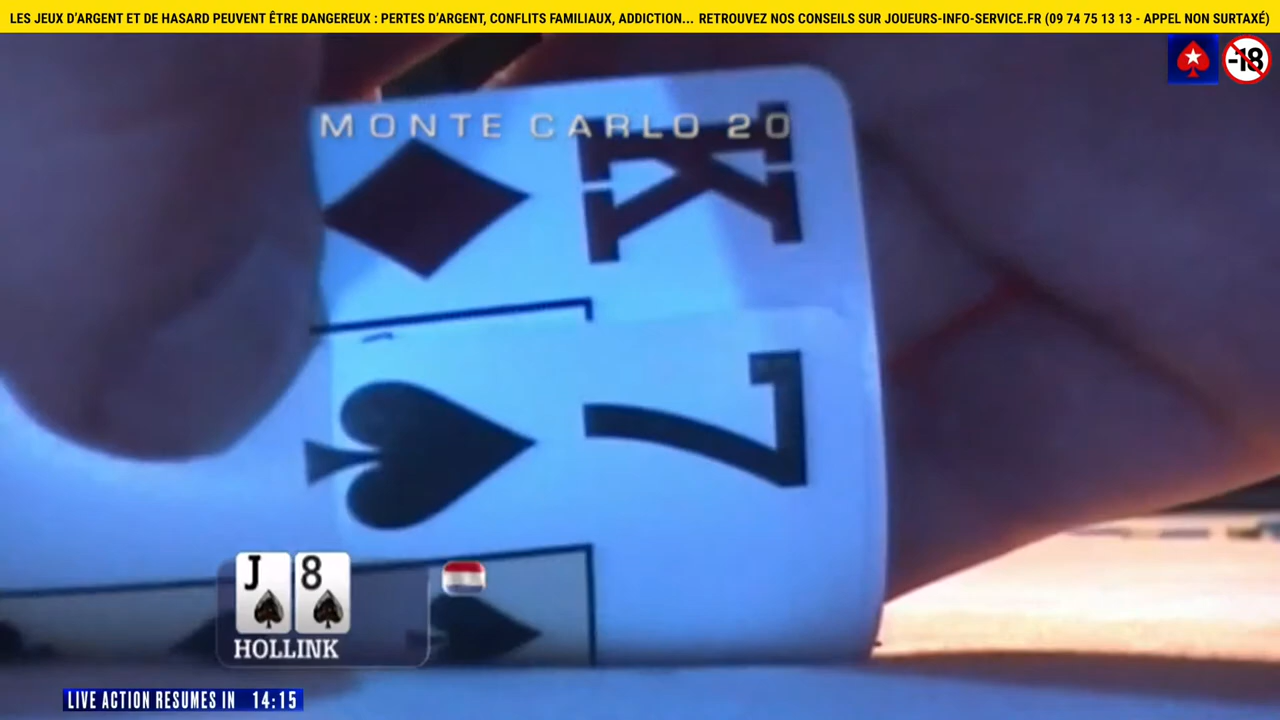 LES JEUX D'ARGENT ET DE HASARD PEUVENT ÊTRE DANGEREUX : PERTES D'ARGENT, CONFLITS FAMILIAUX, ADDICTION... RETROUVEZ NOS CONSEILS SUR JOUEURS-INFO-SERVICE.FR (09 74 75 13 13 - APPEL NON SURTAXÉ)
-18
MONTE CARLO 20
K
7
J 8
HOLLINK
LIVE ACTION RESUMES IN 14:15